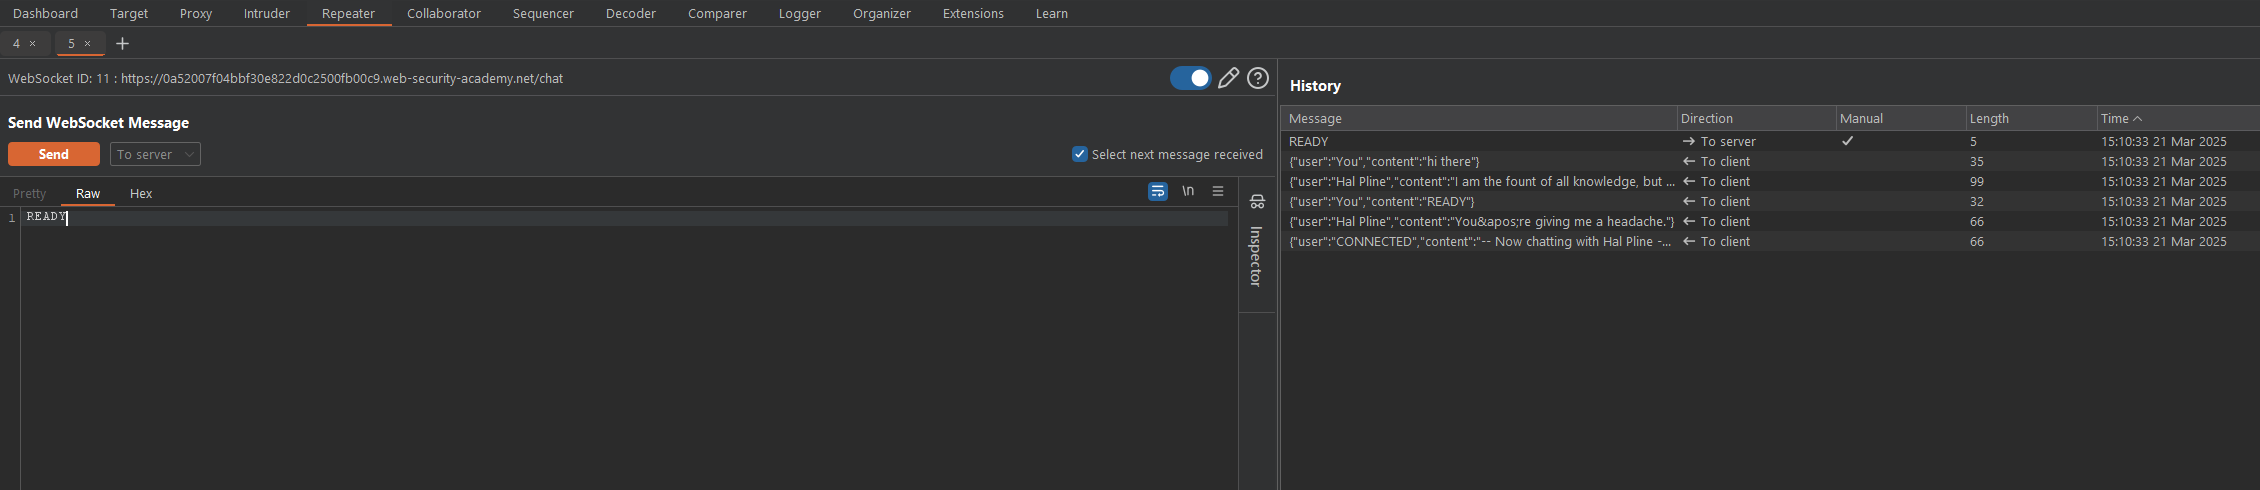 Dashboard Target Proxy Intruder Repeater Collaborator Sequencer Decoder Comparer Logger Organizer Extensions Learn
4 × 5 × +
WebSocket ID: 11 : https://0a52007f04bbf30e822d0c2500fb00c9.web-security-academy.net/chat
History
Send WebSocket Message
Send To server Select next message received
Pretty Raw Hex \n
1 READY
Inspector
Message Direction Manual Length Time
READY → To server ✓ 5 15:10:33 21 Mar 2025
{"user":"You","content":"hi there"} ← To client 35 15:10:33 21 Mar 2025
{"user":"Hal Pline","content":"I am the fount of all knowledge, but ... ← To client 99 15:10:33 21 Mar 2025
{"user":"You","content":"READY"} ← To client 32 15:10:33 21 Mar 2025
{"user":"Hal Pline","content":"You&apos;re giving me a headache."} ← To client 66 15:10:33 21 Mar 2025
{"user":"CONNECTED","content":"-- Now chatting with Hal Pline -... ← To client 66 15:10:33 21 Mar 2025